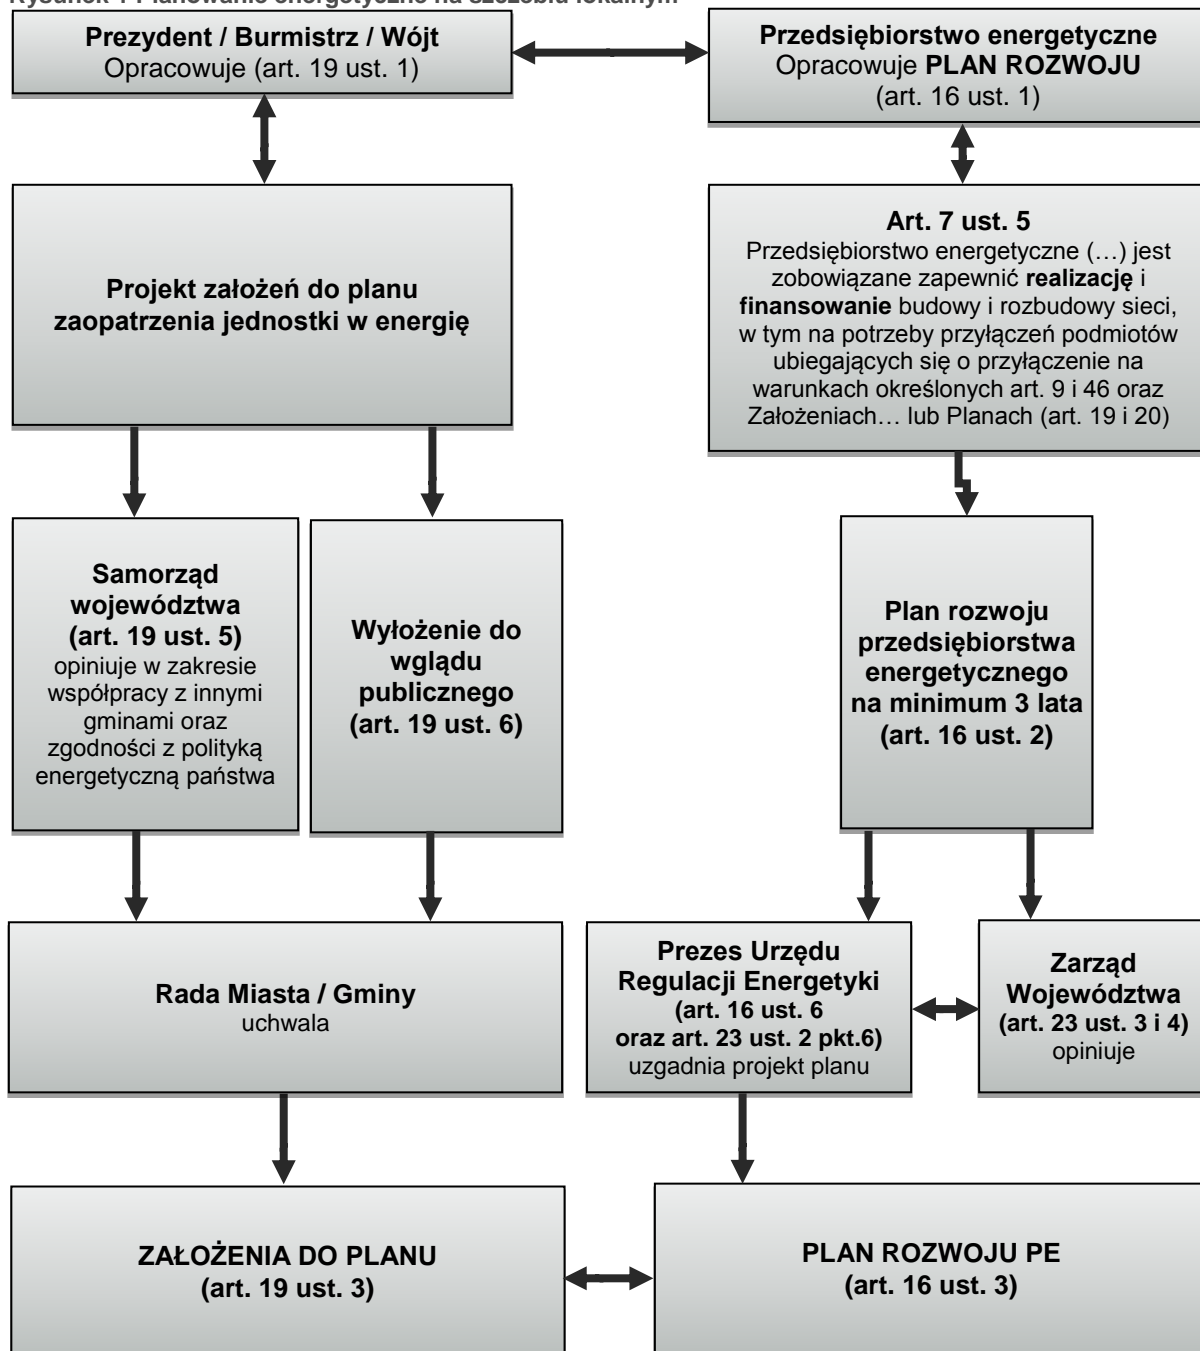 Rysunek 1 Planowanie energetyczne na szczeblu lokalnym
Prezydent / Burmistrz / Wójt
Opracowuje (art. 19 ust. 1)
Przedsiębiorstwo energetyczne
Opracowuje PLAN ROZWOJU
(art. 16 ust. 1)
Projekt założeń do planu
zaopatrzenia jednostki w energię
Art. 7 ust. 5
Przedsiębiorstwo energetyczne (…) jest
zobowiązane zapewnić realizację i
finansowanie budowy i rozbudowy sieci,
w tym na potrzeby przyłączeń podmiotów
ubiegających się o przyłączenie na
warunkach określonych art. 9 i 46 oraz
Założeniach… lub Planach (art. 19 i 20)
Samorząd
województwa
(art. 19 ust. 5)
opiniuje w zakresie
współpracy z innymi
gminami oraz
zgodności z polityką
energetyczną państwa
Wyłożenie do
wglądu
publicznego
(art. 19 ust. 6)
Plan rozwoju
przedsiębiorstwa
energetycznego
na minimum 3 lata
(art. 16 ust. 2)
Rada Miasta / Gminy
uchwala
Prezes Urzędu
Regulacji Energetyki
(art. 16 ust. 6
oraz art. 23 ust. 2 pkt.6)
uzgadnia projekt planu
Zarząd
Województwa
(art. 23 ust. 3 i 4)
opiniuje
ZAŁOŻENIA DO PLANU
(art. 19 ust. 3)
PLAN ROZWOJU PE
(art. 16 ust. 3)